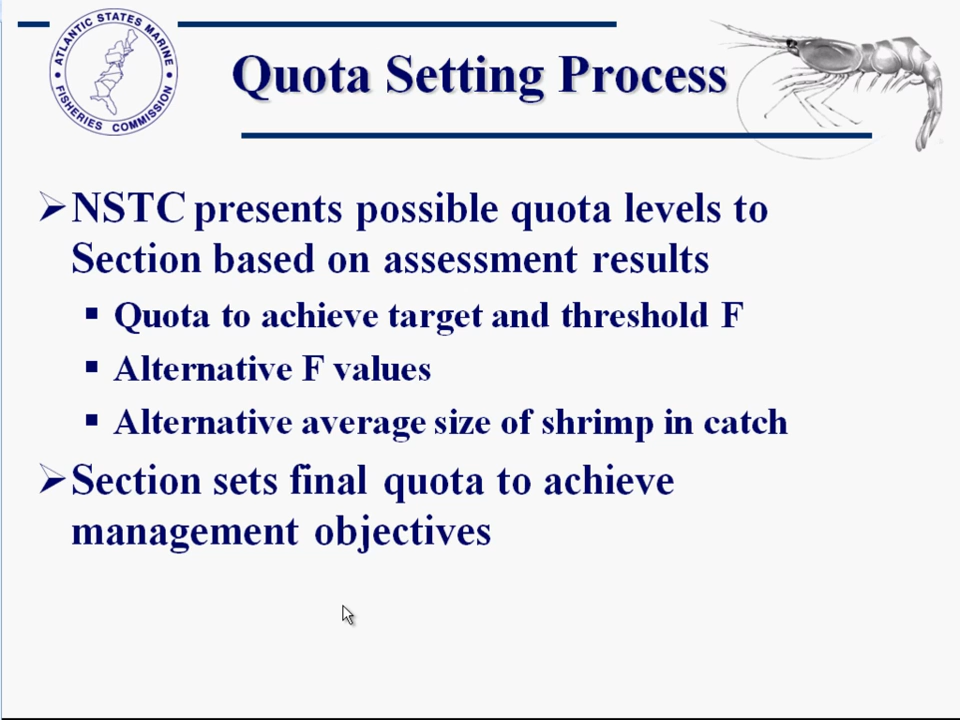 ATLANTIC STATES MARINE
FISHERIES COMMISSION
Quota Setting Process
NSTC presents possible quota levels to
Section based on assessment results
Quota to achieve target and threshold F
Alternative F values
Alternative average size of shrimp in catch
Section sets final quota to achieve
management objectives